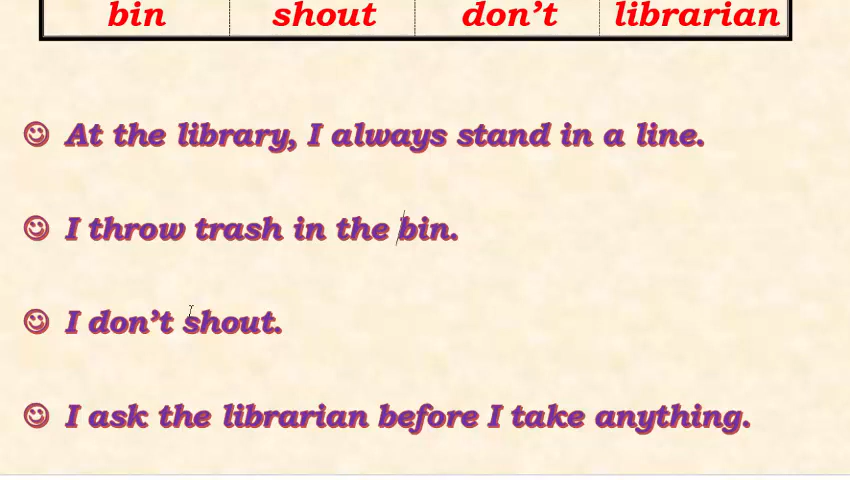 bin shout don't librarian
At the library, I always stand in a line.
I throw trash in the bin.
I don't shout.
I ask the librarian before I take anything.